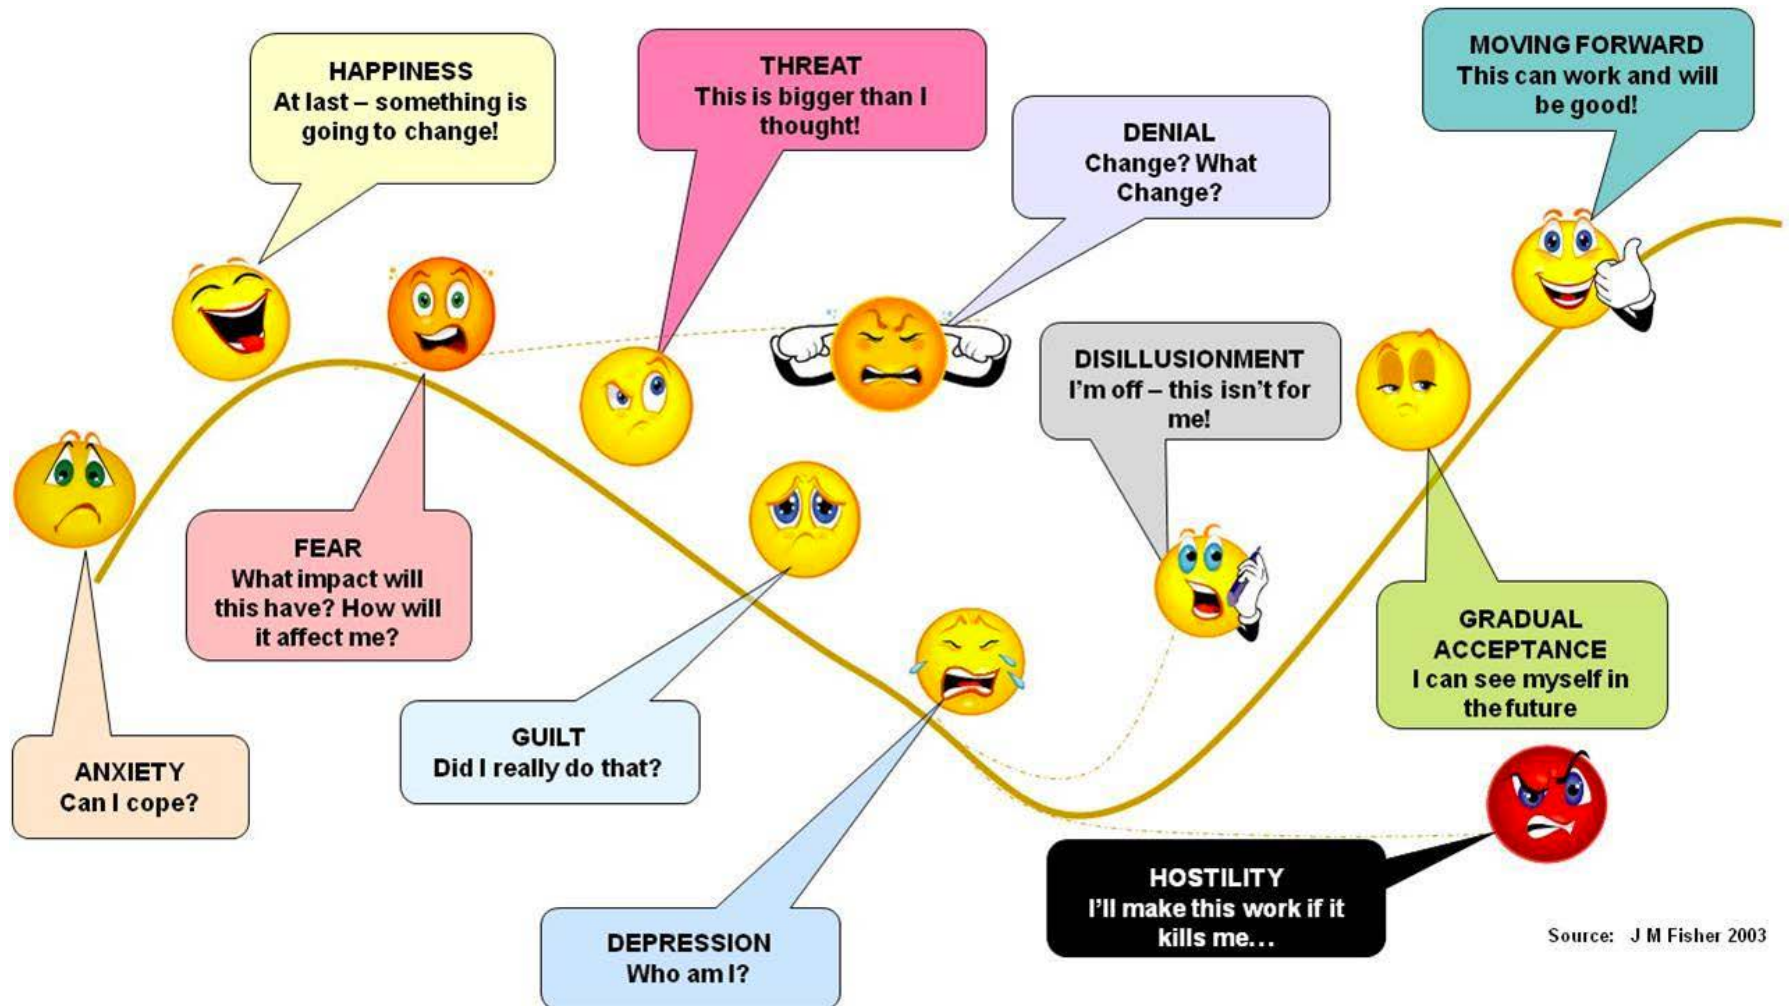 HAPPINESS
At last – something is
going to change!
THREAT
This is bigger than I
thought!
DENIAL
Change? What
Change?
MOVING FORWARD
This can work and will
be good!
DISILLUSIONMENT
I'm off – this isn't for
me!
FEAR
What impact will
this have? How will
it affect me?
GRADUAL
ACCEPTANCE
I can see myself in
the future
ANXIETY
Can I cope?
GUILT
Did I really do that?
DEPRESSION
Who am I?
HOSTILITY
I'll make this work if it
kills me...
Source: J M Fisher 2003